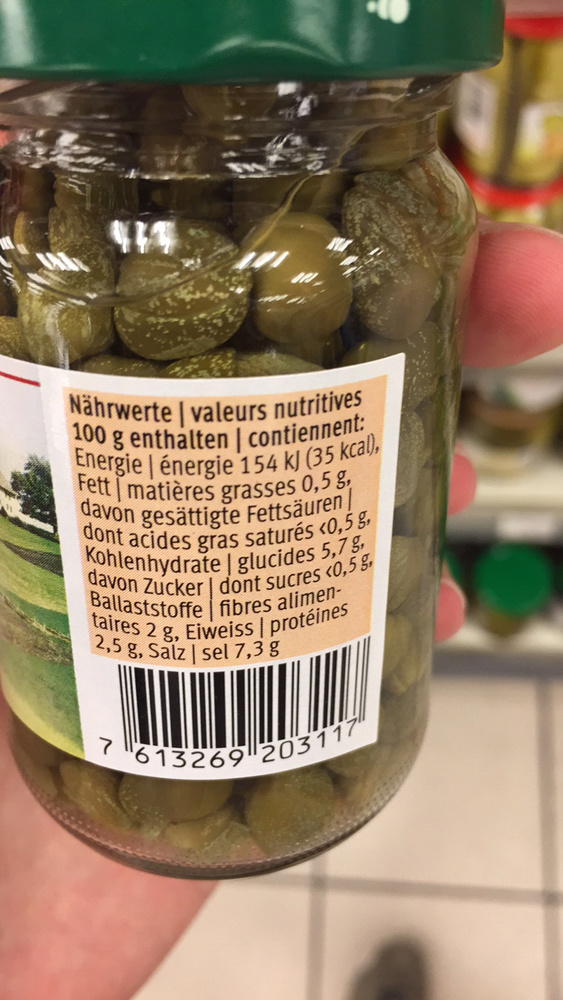 Nährwerte | valeurs nutritives
100 g enthalten | contiennent:
Energie | énergie 154 kJ (35 kcal),
Fett | matières grasses 0,5 g,
davon gesättigte Fettsäuren |
dont acides gras saturés <0,5 g,
Kohlenhydrate | glucides 5,7 g,
davon Zucker | dont sucres <0,5 g,
Ballaststoffe | fibres alimen-
taires 2 g, Eiweiss | protéines
2,5 g, Salz | sel 7,3 g
7 613269 203117